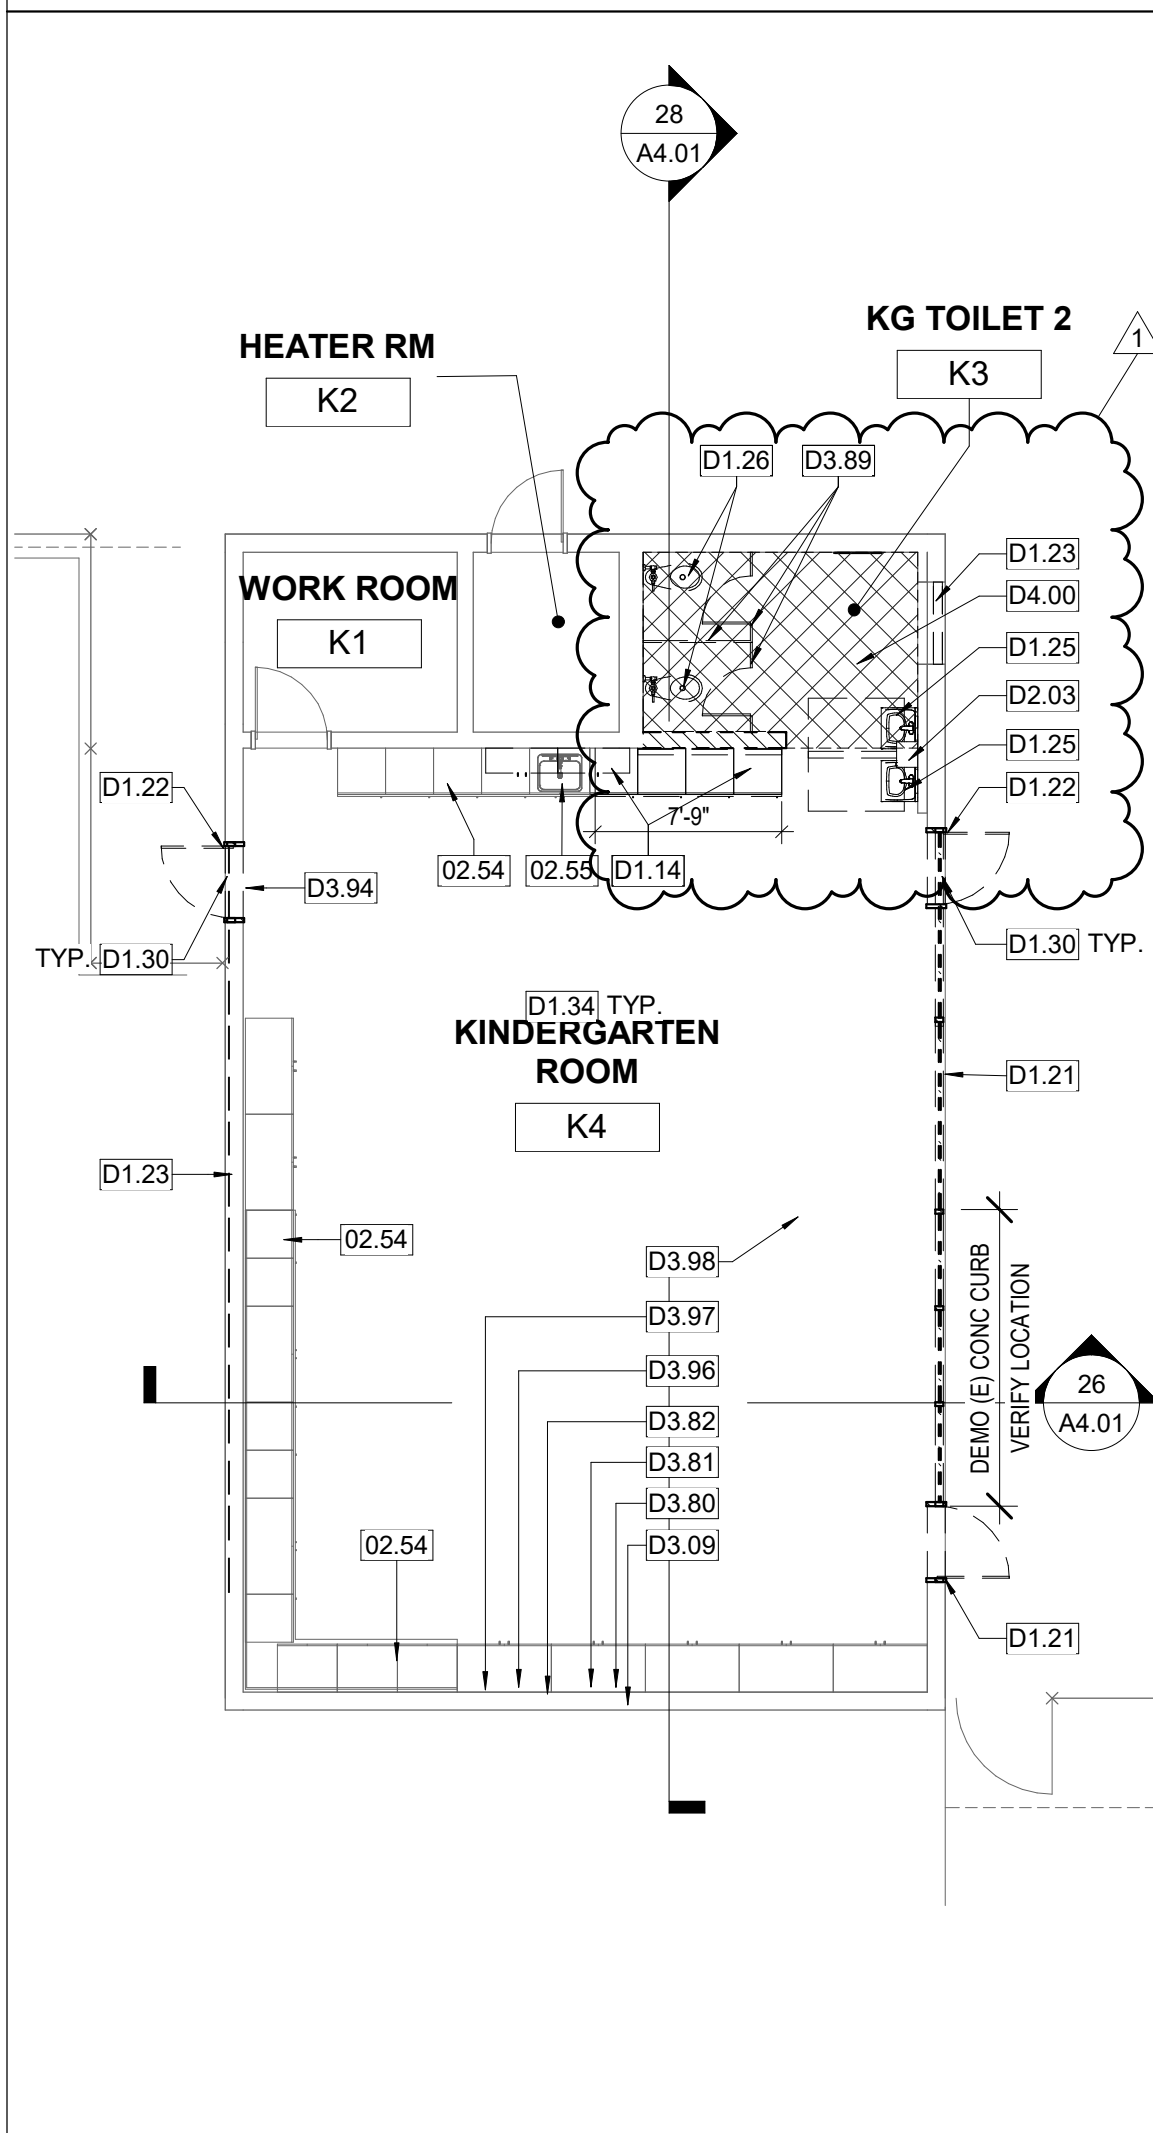 28
A4.01
KG TOILET 2
K3
1
HEATER RM
K2
D1.26
D3.89
D1.23
D4.00
D1.25
D2.03
D1.25
D1.22
WORK ROOM
K1
D1.22
7'-9"
02.54
02.55
D1.14
D3.94
TYP. D1.30
D1.30 TYP.
D1.34 TYP.
KINDERGARTEN
ROOM
K4
D1.21
D1.23
02.54
D3.98
D3.97
D3.96
D3.82
D3.81
D3.80
D3.09
DEMO (E) CONC CURB
VERIFY LOCATION
26
A4.01
02.54
D1.21